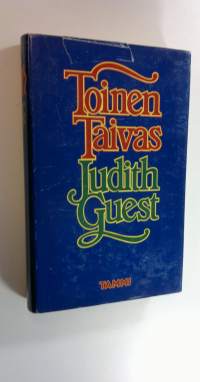 Toinen
Taivas
Judith
Guest
TAMMI